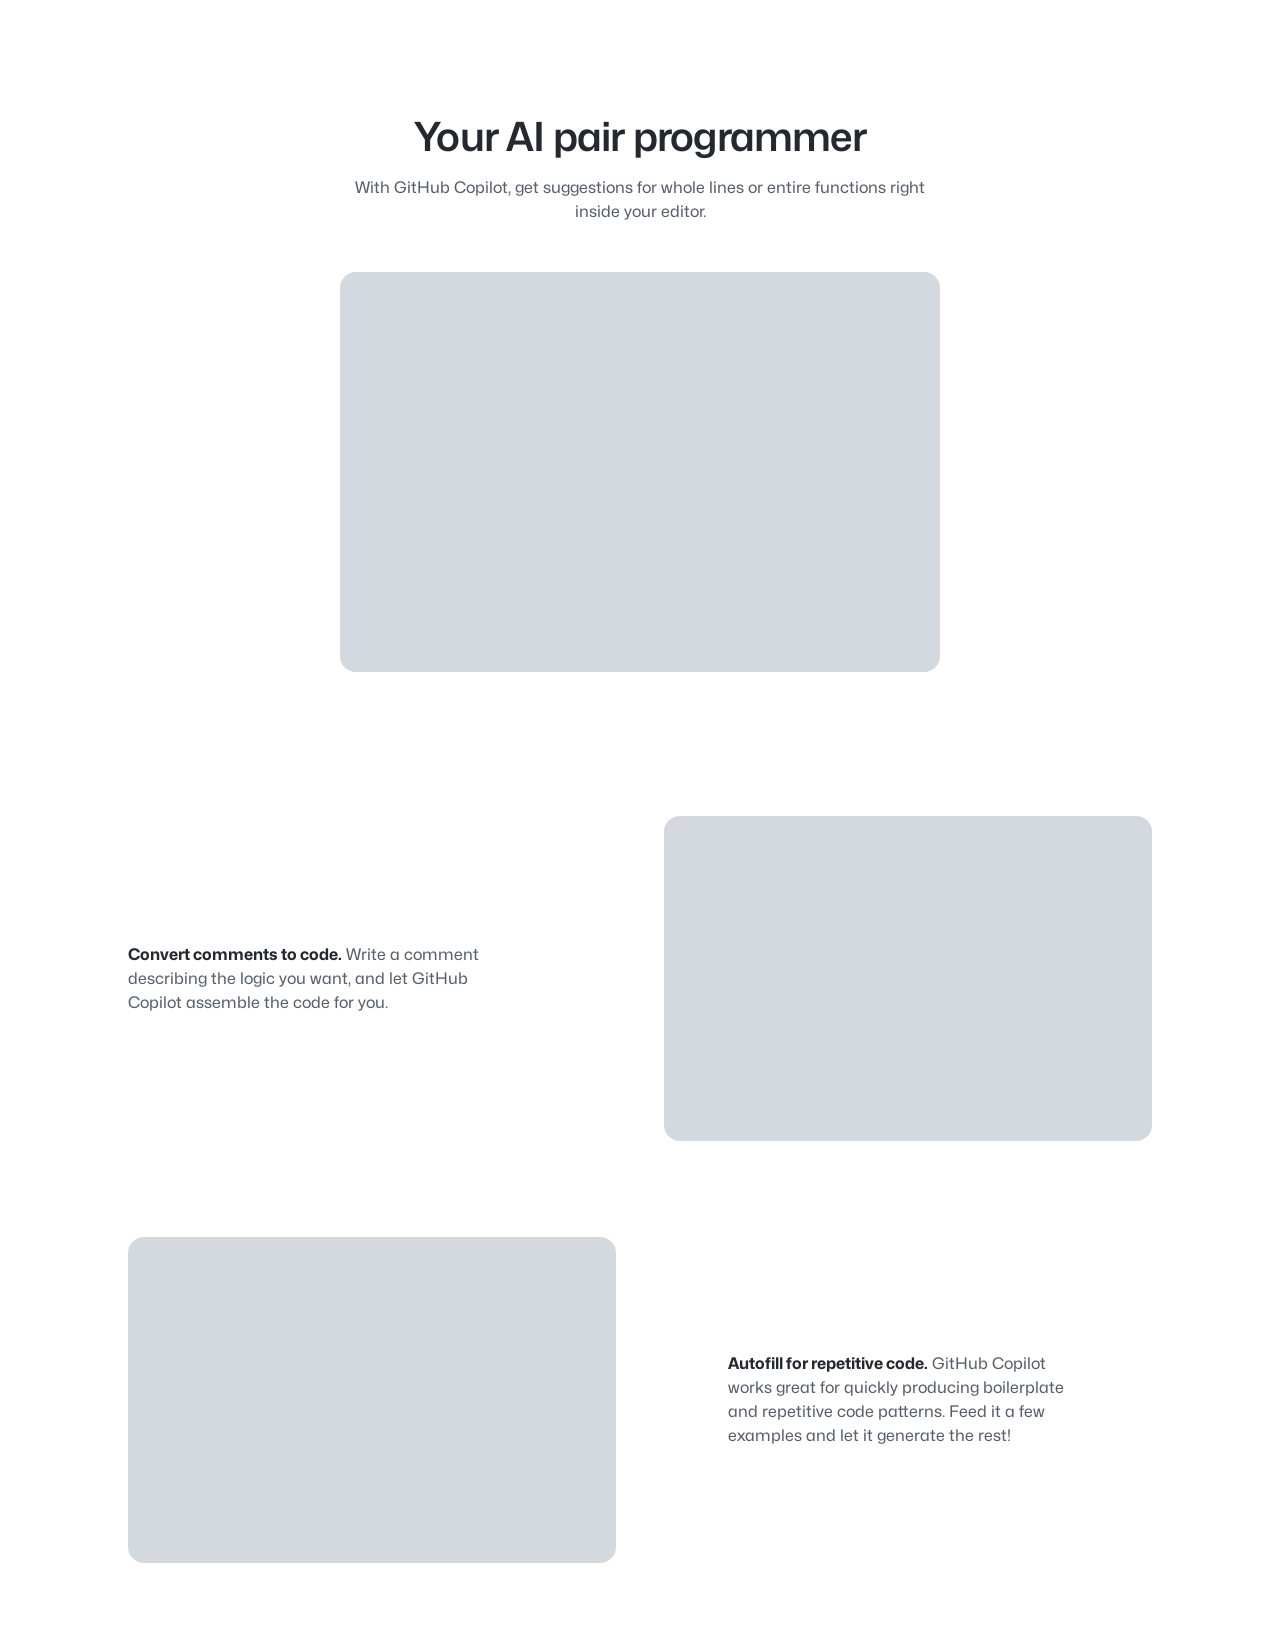 Your AI pair programmer
With GitHub Copilot, get suggestions for whole lines or entire functions right
inside your editor.
Convert comments to code. Write a comment
describing the logic you want, and let GitHub
Copilot assemble the code for you.
Autofill for repetitive code. GitHub Copilot
works great for quickly producing boilerplate
and repetitive code patterns. Feed it a few
examples and let it generate the rest!